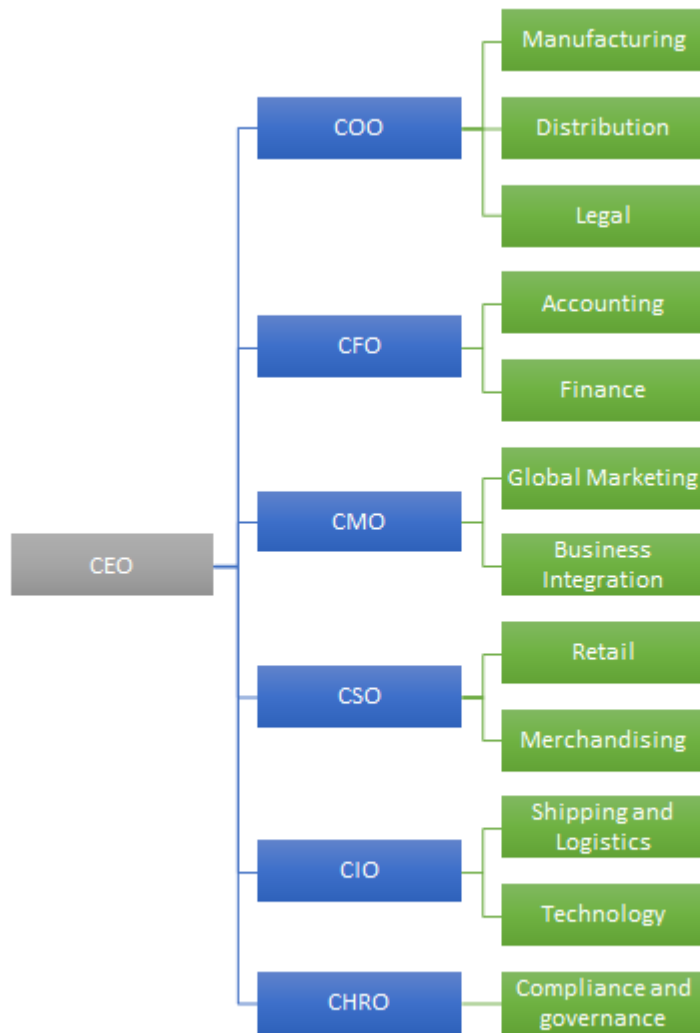 Manufacturing
COO
Distribution
Legal
Accounting
CFO
Finance
Global Marketing
CMO
Business
Integration
CEO
Retail
CSO
Merchandising
Shipping and
Logistics
CIO
Technology
CHRO
Compliance and
governance